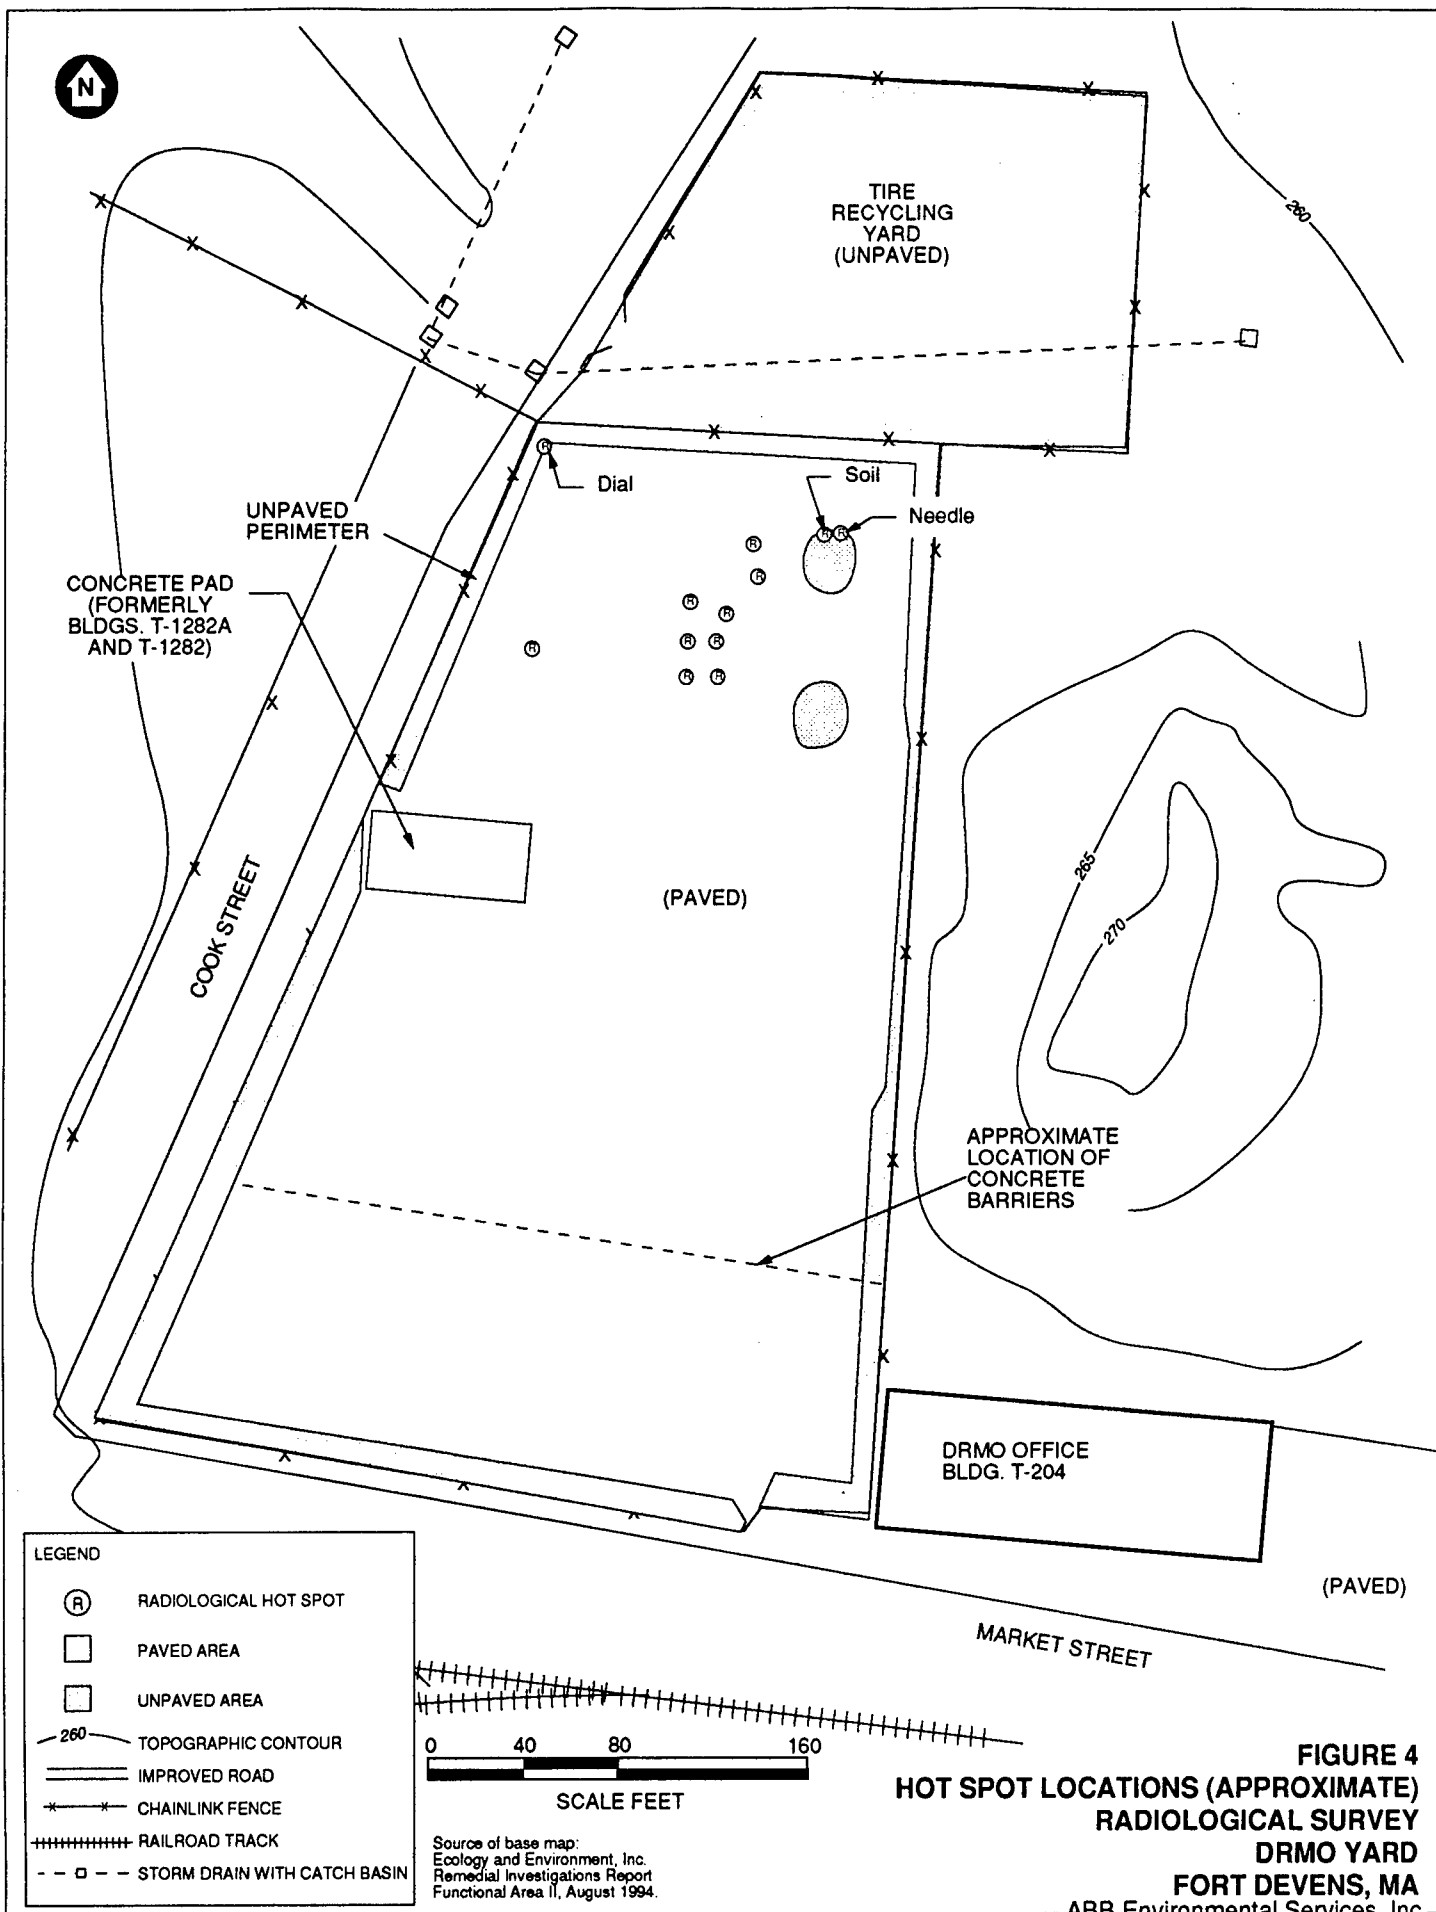 N
TIRE
RECYCLING
YARD
(UNPAVED)
260
Dial
Soil
Needle
UNPAVED
PERIMETER
CONCRETE PAD
(FORMERLY
BLDGS. T-1282A
AND T-1282)
R
R
R
R
R
R
R
R
R
R
R
R
COOK STREET
(PAVED)
265
270
APPROXIMATE
LOCATION OF
CONCRETE
BARRIERS
DRMO OFFICE
BLDG. T-204
(PAVED)
MARKET STREET
LEGEND
R RADIOLOGICAL HOT SPOT
PAVED AREA
UNPAVED AREA
260 TOPOGRAPHIC CONTOUR
IMPROVED ROAD
CHAINLINK FENCE
RAILROAD TRACK
STORM DRAIN WITH CATCH BASIN
0 40 80 160
SCALE FEET
Source of base map:
Ecology and Environment, Inc.
Remedial Investigations Report
Functional Area II, August 1994.
FIGURE 4
HOT SPOT LOCATIONS (APPROXIMATE)
RADIOLOGICAL SURVEY
DRMO YARD
FORT DEVENS, MA
ABB Environmental Services, Inc